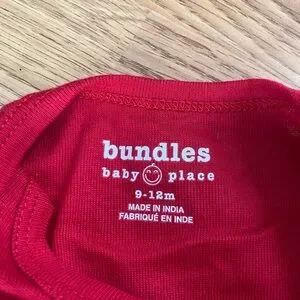 bundles
baby place
9-12m
MADE IN INDIA
FABRIQUÉ EN INDE